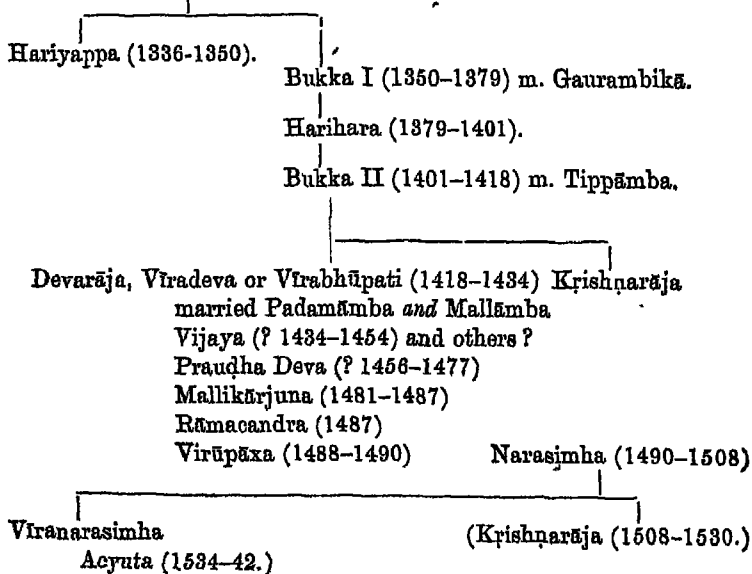 Hariyappa (1336-1350).
Bukka I (1350–1379) m. Gaurambikā.
Harihara (1379–1401).
Bukka II (1401–1418) m. Tippāmba.
Devarāja, Vīradeva or Vīrabhūpati (1418–1434) Kṛishṇarāja
married Padamāmba and Mallāmba
Vijaya (? 1434–1454) and others?
Prauḍha Deva (? 1456–1477)
Mallikārjuna (1481–1487)
Rāmacandra (1487)
Virūpāxa (1488–1490) Narasiṃha (1490–1508)
Vīranarasimha (Kṛishṇarāja (1508–1530.)
Acyuta (1534–42.)